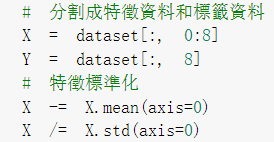 # 分割成特徵資料和標籤資料
X = dataset[:, 0:8]
Y = dataset[:, 8]
# 特徵標準化
X -= X.mean(axis=0)
X /= X.std(axis=0)